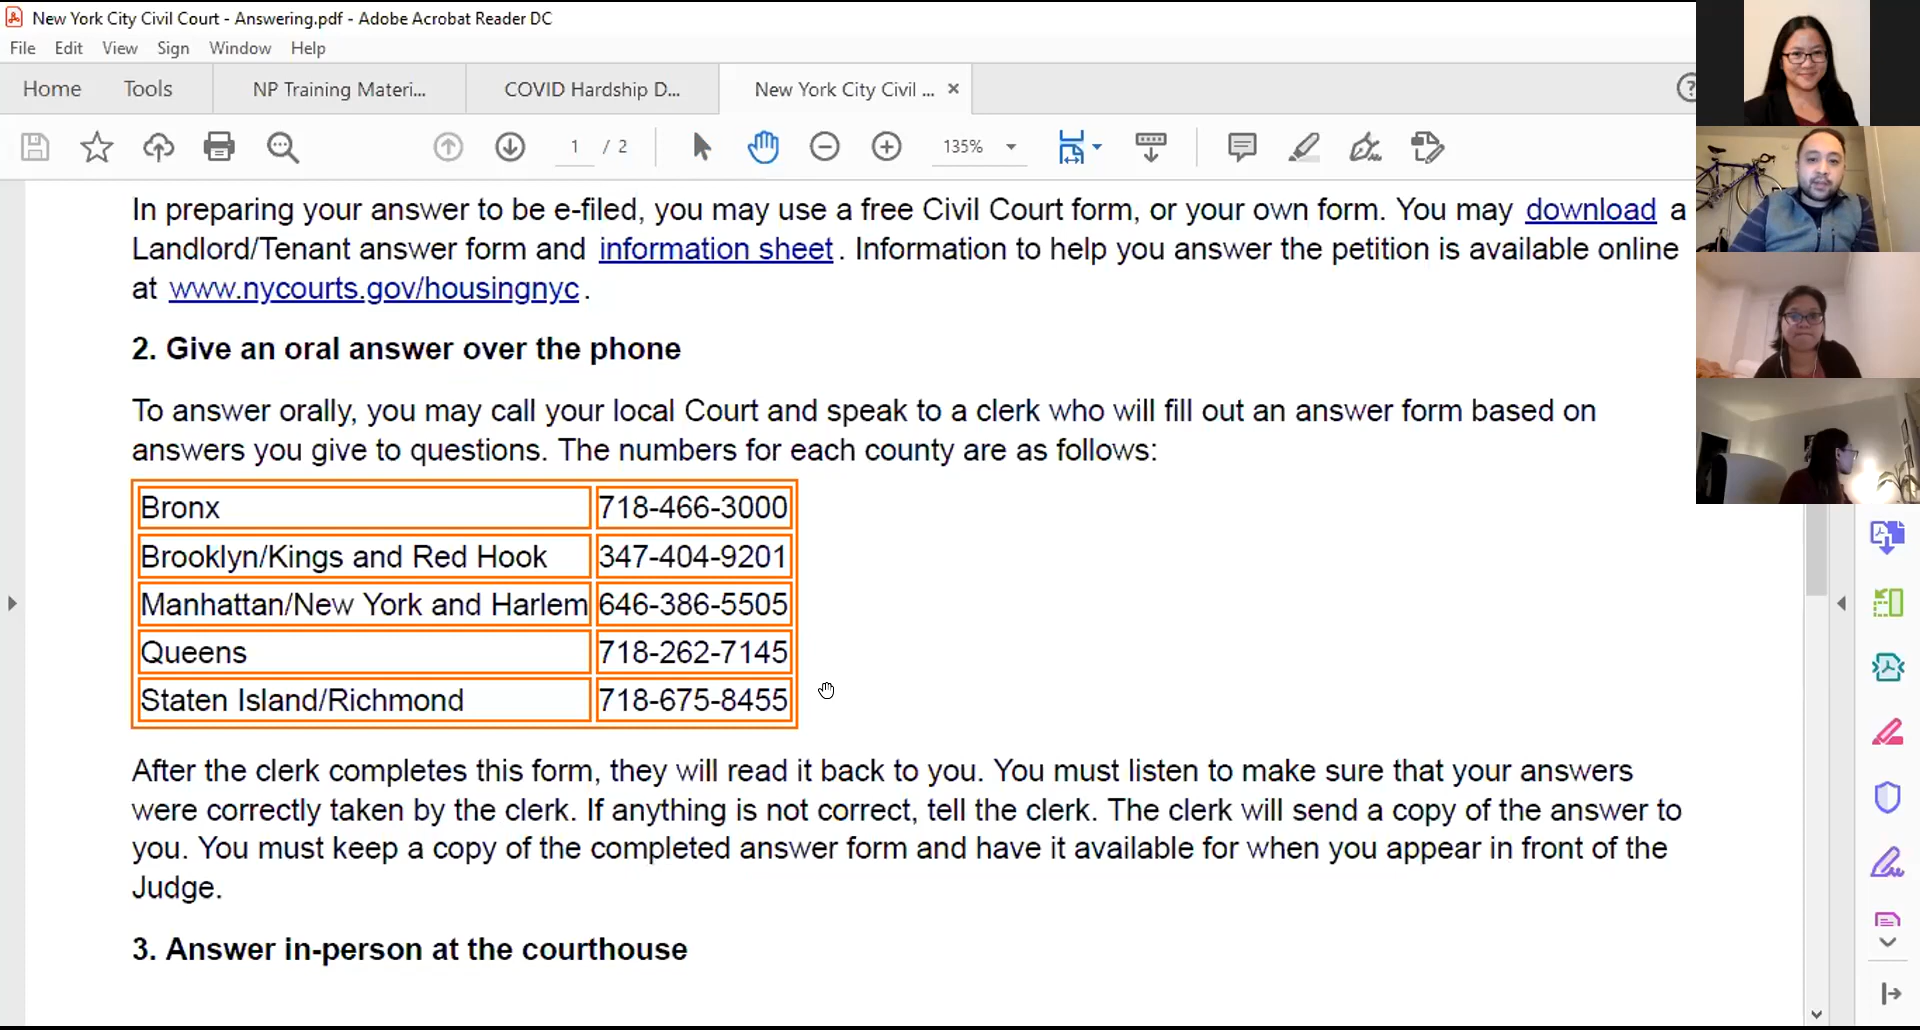 New York City Civil Court - Answering.pdf - Adobe Acrobat Reader DC
File Edit View Sign Window Help
Home Tools NP Training Materi... COVID Hardship D... New York City Civil ... ×
1 / 2 135%
In preparing your answer to be e-filed, you may use a free Civil Court form, or your own form. You may download a
Landlord/Tenant answer form and information sheet. Information to help you answer the petition is available online
at www.nycourts.gov/housingnyc.
2. Give an oral answer over the phone
To answer orally, you may call your local Court and speak to a clerk who will fill out an answer form based on
answers you give to questions. The numbers for each county are as follows:
Bronx 718-466-3000
Brooklyn/Kings and Red Hook 347-404-9201
Manhattan/New York and Harlem 646-386-5505
Queens 718-262-7145
Staten Island/Richmond 718-675-8455
After the clerk completes this form, they will read it back to you. You must listen to make sure that your answers
were correctly taken by the clerk. If anything is not correct, tell the clerk. The clerk will send a copy of the answer to
you. You must keep a copy of the completed answer form and have it available for when you appear in front of the
Judge.
3. Answer in-person at the courthouse